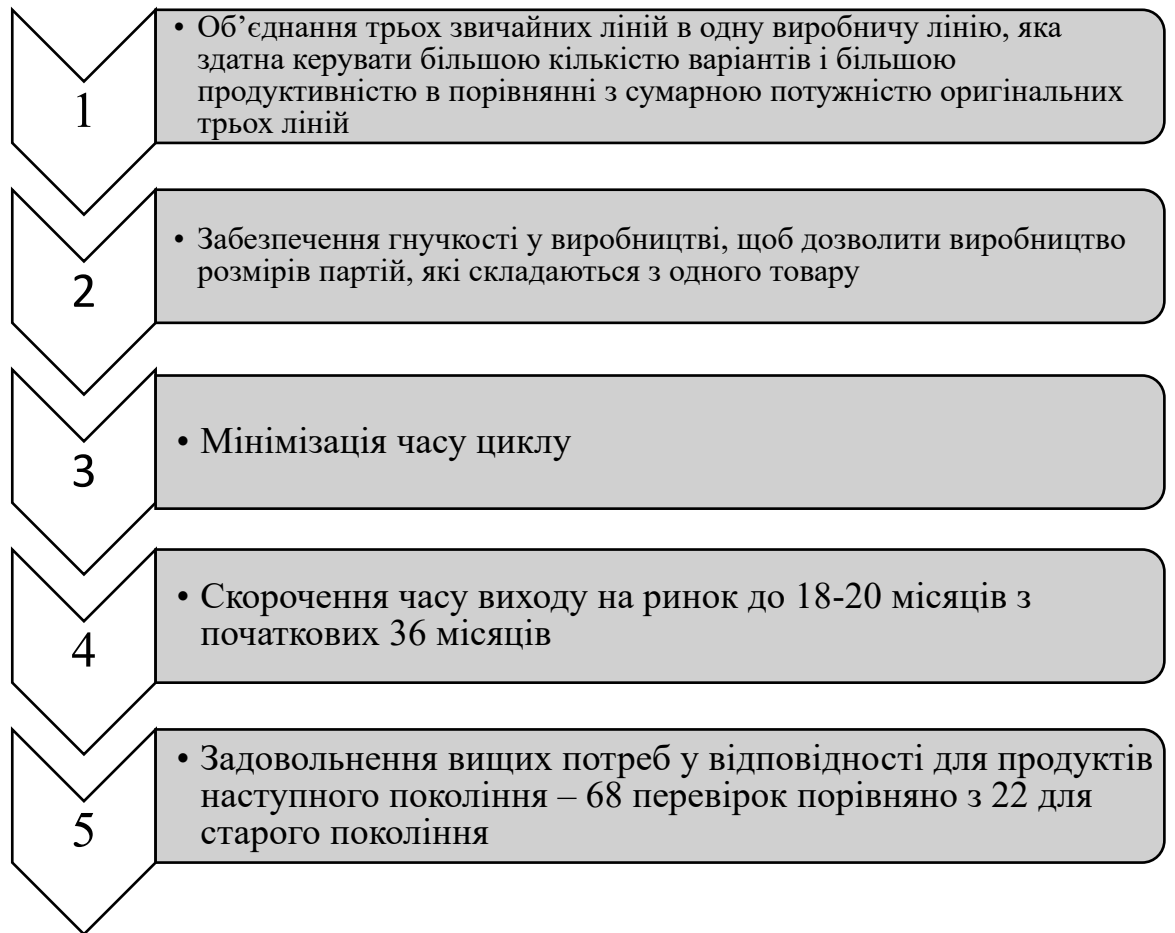 1
• Об’єднання трьох звичайних ліній в одну виробничу лінію, яка
здатна керувати більшою кількістю варіантів і більшою
продуктивністю в порівнянні з сумарною потужністю оригінальних
трьох ліній
2
• Забезпечення гнучкості у виробництві, щоб дозволити виробництво
розмірів партій, які складаються з одного товару
3
• Мінімізація часу циклу
4
• Скорочення часу виходу на ринок до 18-20 місяців з
початкових 36 місяців
5
• Задовольнення вищих потреб у відповідності для продуктів
наступного покоління – 68 перевірок порівняно з 22 для
старого покоління